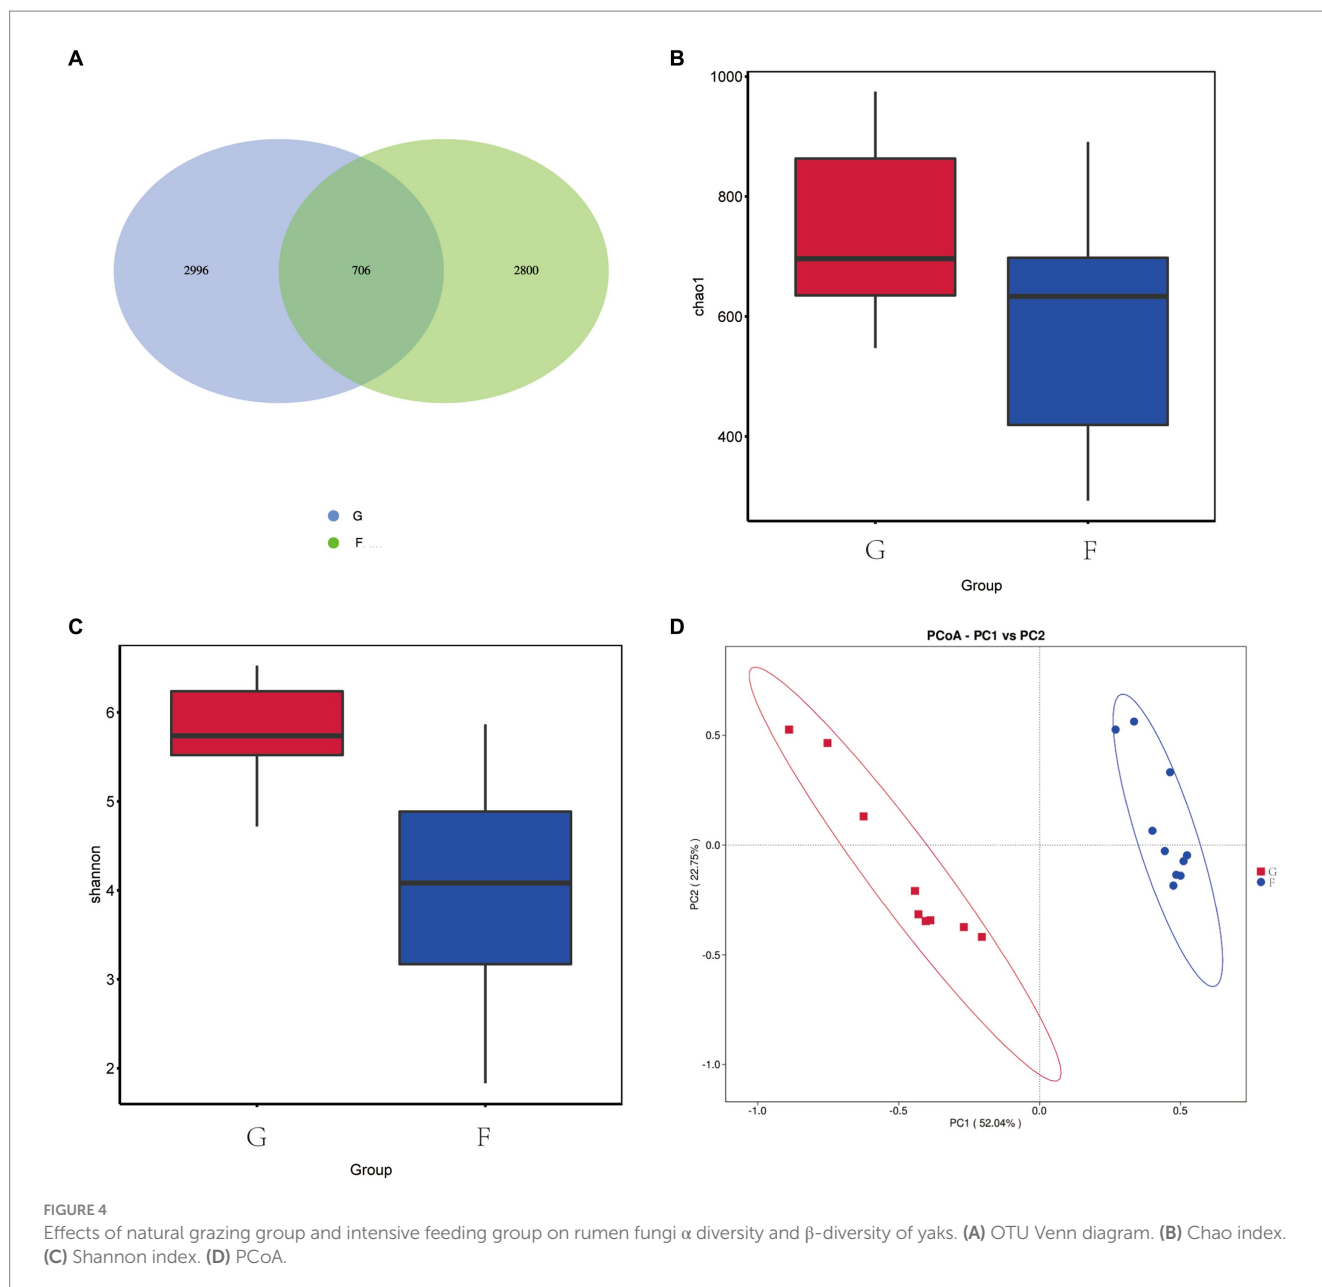 A
2996
706
2800
G
F
B
1000
800
600
400
chao1
G
F
Group
C
6
5
4
3
2
shannon
G
F
Group
D
PCoA - PC1 vs PC2
0.5
0.0
-0.5
-1.0
PC2 ( 22.75% )
-1.0
-0.5
0.0
0.5
PC1 ( 52.04% )
G
F
FIGURE 4
Effects of natural grazing group and intensive feeding group on rumen fungi α diversity and β-diversity of yaks. (A) OTU Venn diagram. (B) Chao index.
(C) Shannon index. (D) PCoA.